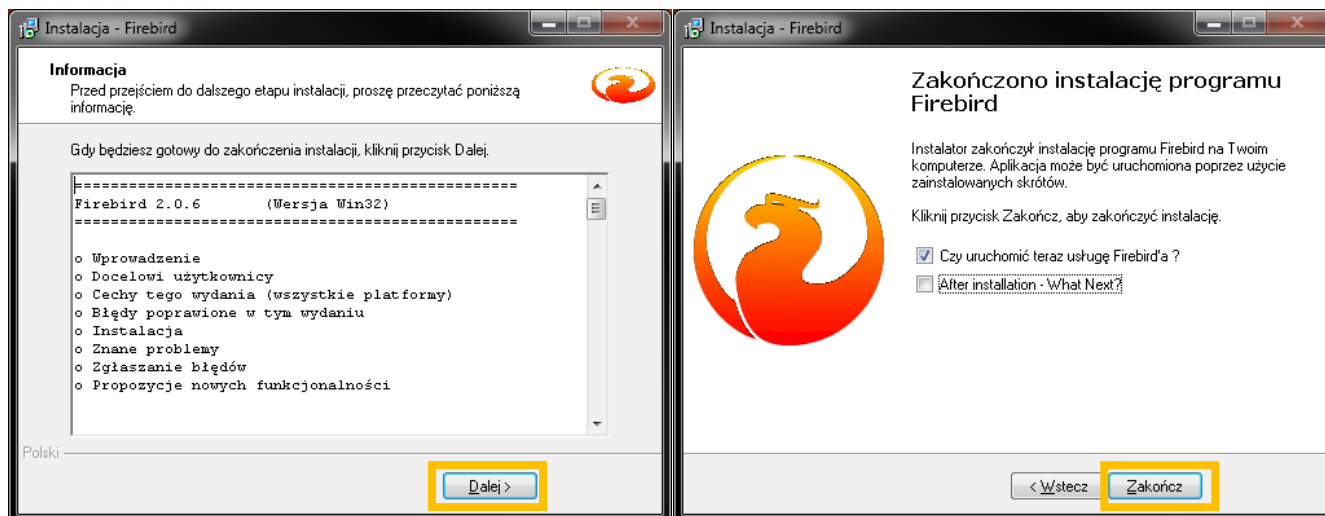 Instalacja - Firebird
Informacja
Przed przejściem do dalszego etapu instalacji, proszę przeczytać poniższą
informację.
Gdy będziesz gotowy do zakończenia instalacji, kliknij przycisk Dalej.
==================================================
Firebird 2.0.6 (Wersja Win32)
==================================================
o Wprowadzenie
o Docelowi użytkownicy
o Cechy tego wydania (wszystkie platformy)
o Błędy poprawione w tym wydaniu
o Instalacja
o Znane problemy
o Zgłaszanie błędów
o Propozycje nowych funkcjonalności
Polski
Dalej >
Instalacja - Firebird
Zakończono instalację programu
Firebird
Instalator zakończył instalację programu Firebird na Twoim
komputerze. Aplikacja może być uruchomiona poprzez użycie
zainstalowanych skrótów.
Kliknij przycisk Zakończ, aby zakończyć instalację.
Czy uruchomić teraz usługę Firebird'a ?
After installation - What Next?
< Wstecz
Zakończ